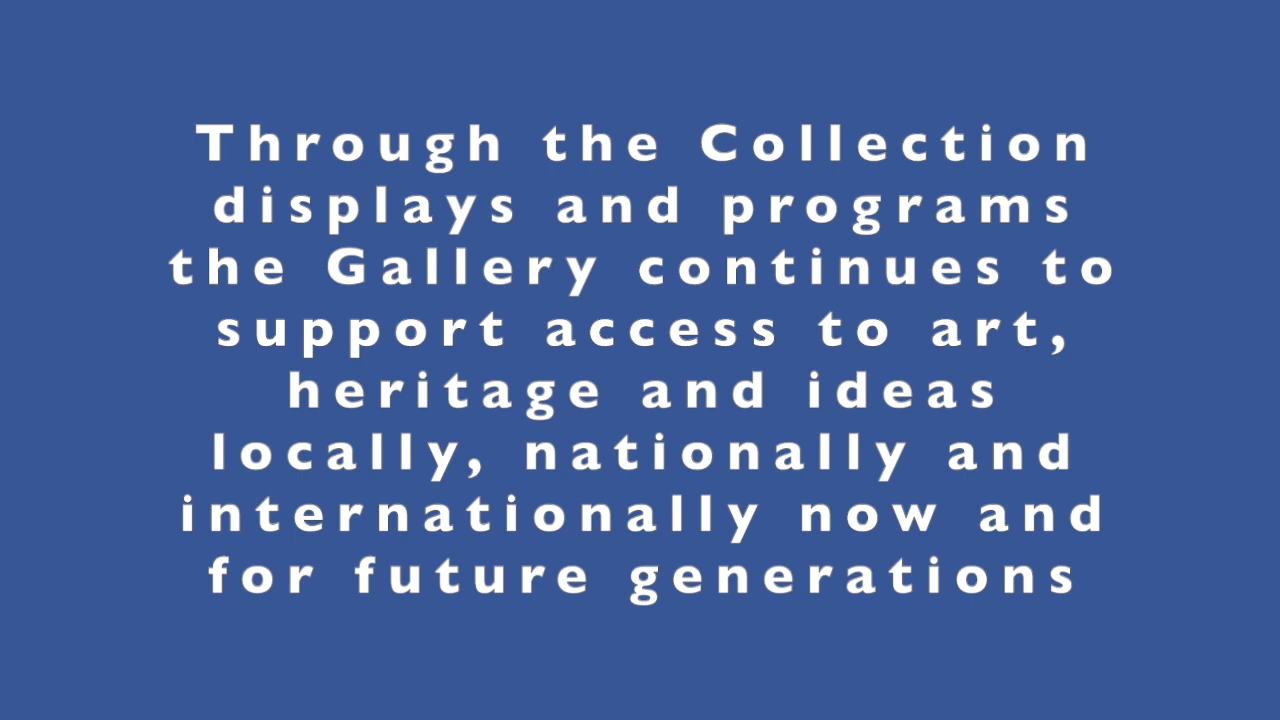 Through the Collection
displays and programs
the Gallery continues to
support access to art,
heritage and ideas
locally, nationally and
internationally now and
for future generations